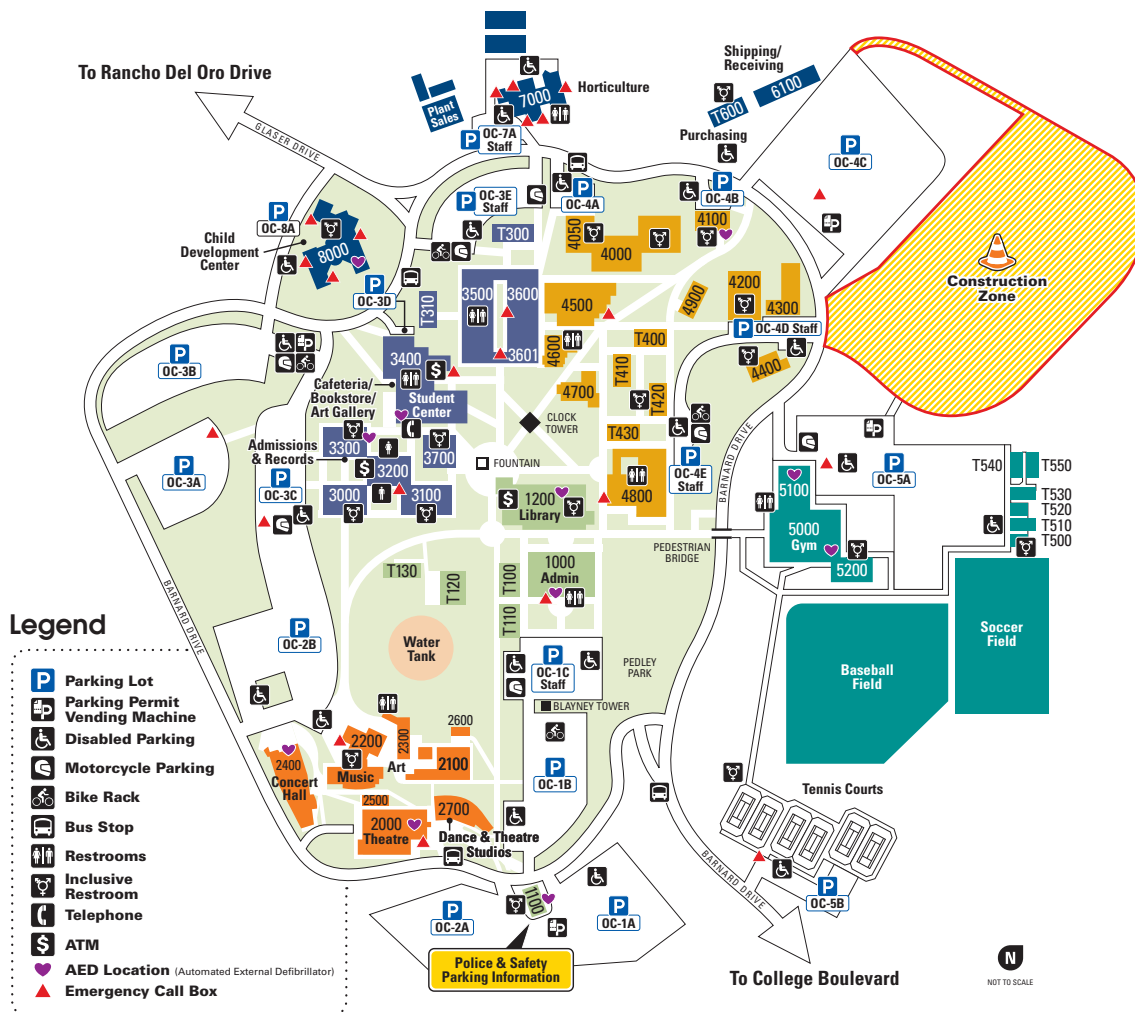 To Rancho Del Oro Drive
GLASER DRIVE
Plant
Sales
7000
Horticulture
P
OC-7A
Staff
Shipping/
Receiving
T600
6100
Purchasing
P
OC-4C
P
OC-4B
P
OC-4A
P
OC-3E
Staff
T300
4050
4000
4100
P
OC-8A
Child
Development
Center
8000
P
OC-3D
T310
3500
3600
3601
4500
4900
4200
4300
Construction
Zone
P
OC-4D Staff
4400
T400
4600
T410
T420
4700
T430
P
OC-3B
3400
$
Cafeteria/
Bookstore/
Art Gallery
Student
Center
CLOCK
TOWER
P
OC-3A
Admissions
& Records
3300
3200
$
3700
3000
3100
P
OC-3C
FOUNTAIN
$
1200
Library
4800
P
OC-4E
Staff
BARNARD DRIVE
P
OC-5A
5100
5000
Gym
5200
T540
T550
T530
T520
T510
T500
PEDESTRIAN
BRIDGE
1000
Admin
T130
T120
T100
T110
Water
Tank
BARNARD DRIVE
P
OC-2B
P
OC-1C
Staff
PEDLEY
PARK
BLAYNEY TOWER
Soccer
Field
Baseball
Field
2400
Concert
Hall
2200
Music
2300
Art
2600
2100
2500
2000
Theatre
2700
Dance & Theatre
Studios
P
OC-1B
Tennis Courts
BARNARD DRIVE
P
OC-5B
P
OC-2A
1100
P
OC-1A
Police & Safety
Parking Information
To College Boulevard
N
NOT TO SCALE
Legend
P Parking Lot
P Parking Permit
Vending Machine
Disabled Parking
Motorcycle Parking
Bike Rack
Bus Stop
Restrooms
Inclusive
Restroom
Telephone
$ ATM
AED Location (Automated External Defibrillator)
Emergency Call Box